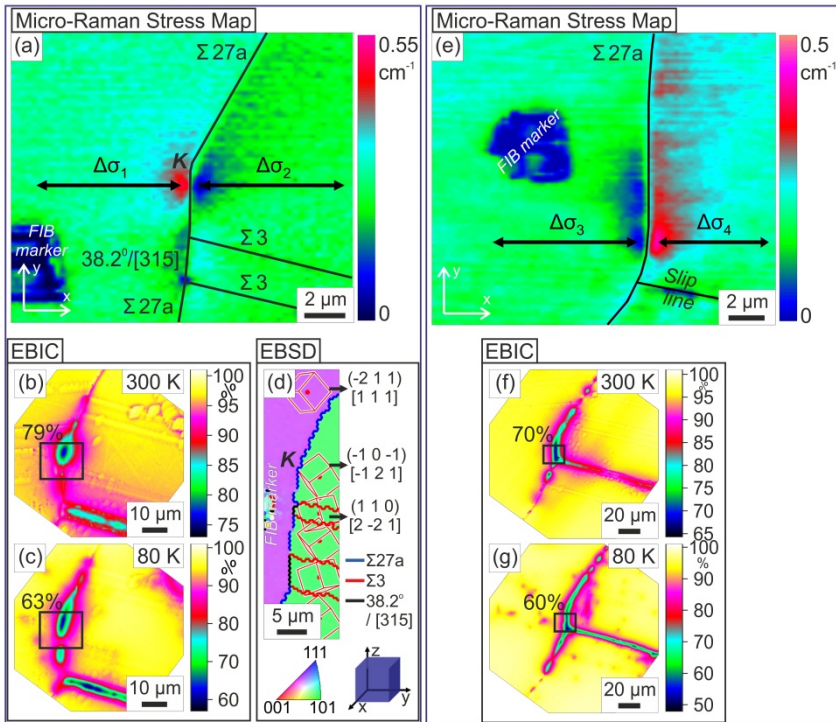 Micro-Raman Stress Map
(a)
Σ 27a
0.55
cm-1
K
Δσ1
Δσ2
FIB
marker
38.2⁰/[315]
Σ 3
Σ 3
y
x
Σ 27a
2 µm
0
Micro-Raman Stress Map
(e)
Σ 27a
0.5
cm-1
FIB marker
Δσ3
Δσ4
Slip
line
y
x
2 µm
0
EBIC
(b)
300 K
79%
10 µm
100
%
95
90
85
80
75
(c)
80 K
63%
10 µm
100
%
90
80
70
60
EBSD
(d)
(-2 1 1)
[1 1 1]
K
(-1 0 -1)
[-1 2 1]
FIB marker
(1 1 0)
[2 -2 1]
Σ27a
Σ3
38.2⁰
/ [315]
5 µm
111
001
101
z
x
y
EBIC
(f)
300 K
70%
20 µm
100
%
95
90
85
80
75
70
65
(g)
80 K
60%
20 µm
100
%
90
80
70
60
50